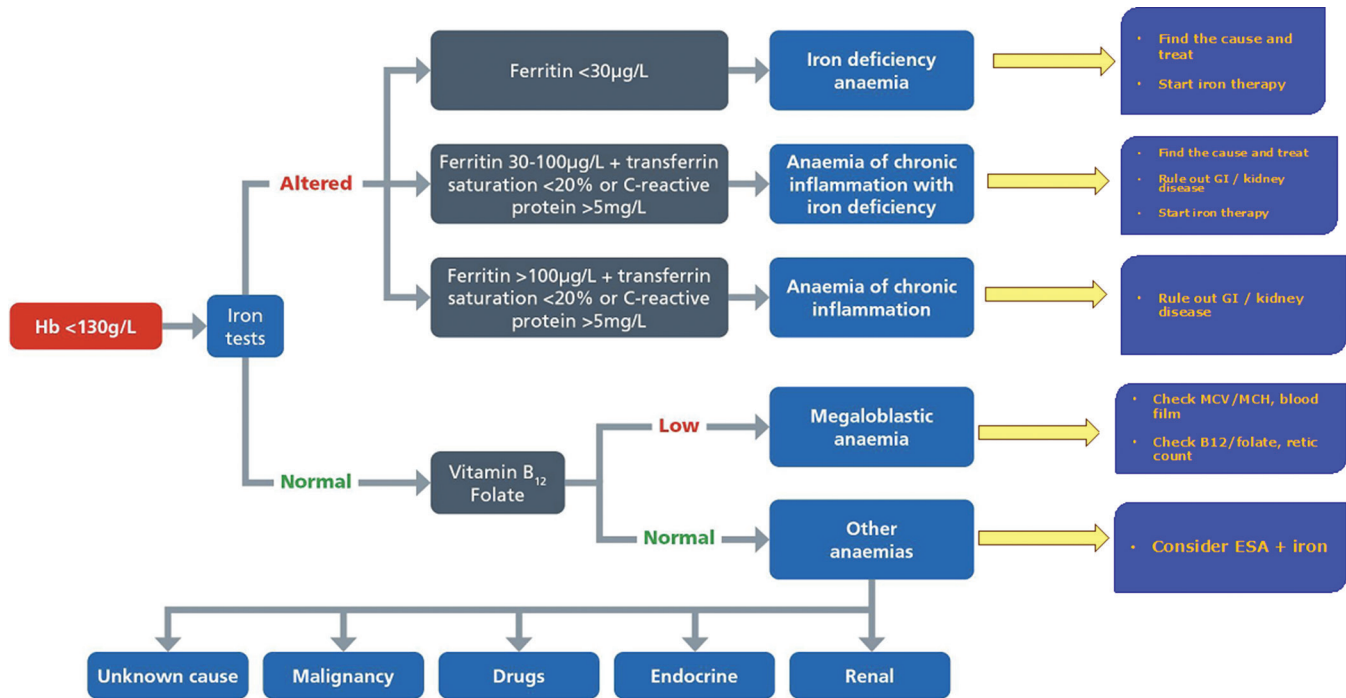 Ferritin <30µg/L
Iron deficiency
anaemia
· Find the cause and
treat
· Start iron therapy
Altered
Ferritin 30-100µg/L + transferrin
saturation <20% or C-reactive
protein >5mg/L
Anaemia of chronic
inflammation with
iron deficiency
· Find the cause and treat
· Rule out GI / kidney
disease
· Start iron therapy
Ferritin >100µg/L + transferrin
saturation <20% or C-reactive
protein >5mg/L
Anaemia of chronic
inflammation
· Rule out GI / kidney
disease
Hb <130g/L
Iron
tests
Normal
Vitamin B₁₂
Folate
Low
Megaloblastic
anaemia
· Check MCV/MCH, blood
film
· Check B12/folate, retic
count
Normal
Other
anaemias
· Consider ESA + iron
Unknown cause
Malignancy
Drugs
Endocrine
Renal